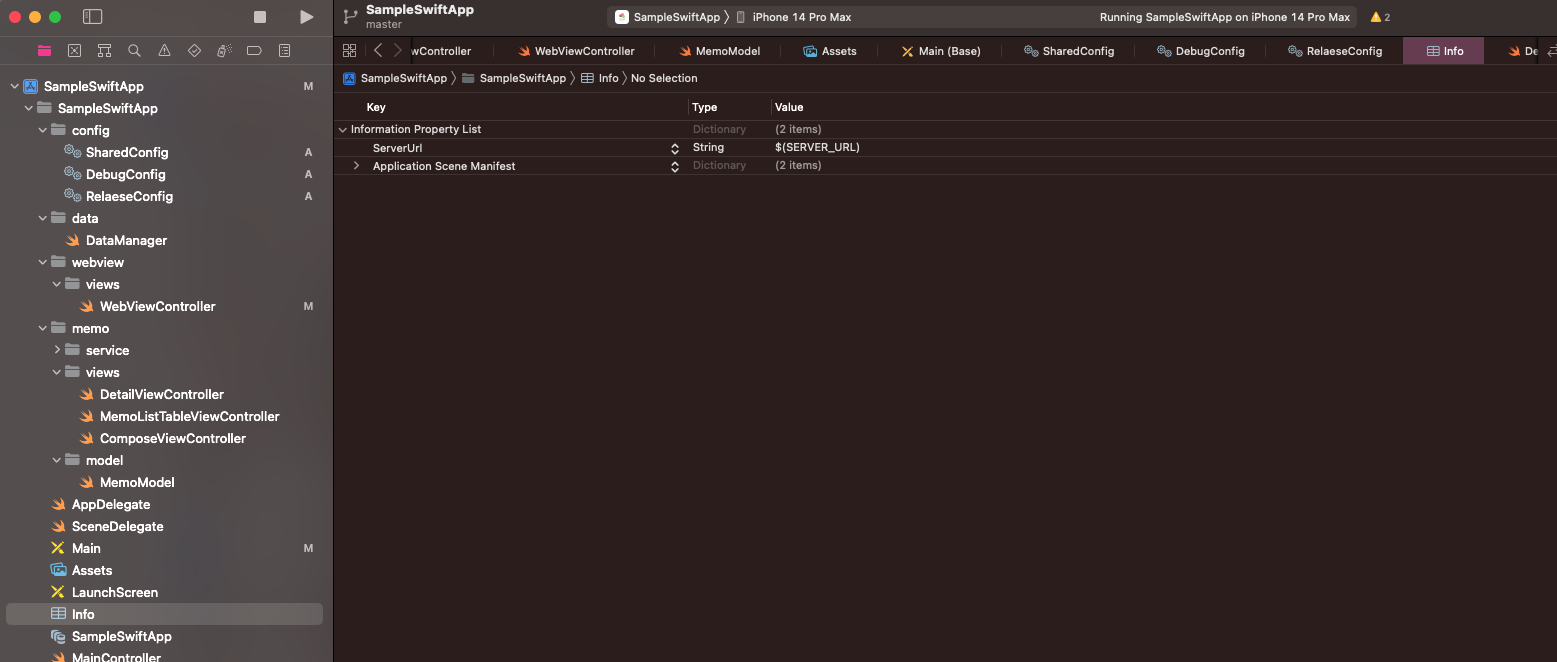 SampleSwiftApp
master
SampleSwiftApp iPhone 14 Pro Max
Running SampleSwiftApp on iPhone 14 Pro Max
2
wController
WebViewController
MemoModel
Assets
Main (Base)
SharedConfig
DebugConfig
RelaeseConfig
Info
De
SampleSwiftApp M
SampleSwiftApp
config
SharedConfig A
DebugConfig A
RelaeseConfig A
data
DataManager
webview
views
WebViewController M
memo
service
views
DetailViewController
MemoListTableViewController
ComposeViewController
model
MemoModel
AppDelegate
SceneDelegate
Main M
Assets
LaunchScreen
Info
SampleSwiftApp
MainController
SampleSwiftApp SampleSwiftApp Info No Selection
Key Type Value
Information Property List Dictionary (2 items)
ServerUrl String $(SERVER_URL)
Application Scene Manifest Dictionary (2 items)